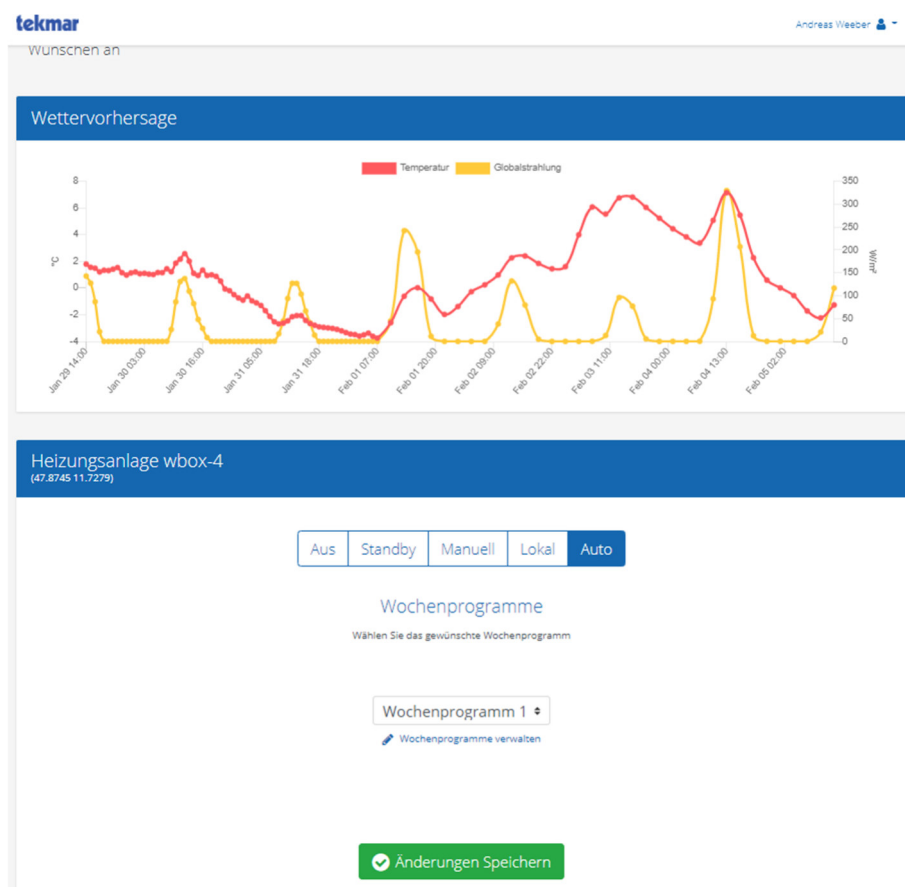 tekmar
Andreas Weeber
Wünschen an
Wettervorhersage
Temperatur Globalstrahlung
8
6
4
2
0
-2
-4
°C
350
300
250
200
150
100
50
0
W/m²
Jan 29 14:00
Jan 30 03:00
Jan 30 16:00
Jan 31 05:00
Jan 31 18:00
Feb 01 07:00
Feb 01 20:00
Feb 02 09:00
Feb 02 22:00
Feb 03 11:00
Feb 04 00:00
Feb 04 13:00
Feb 05 02:00
Heizungsanlage wbox-4
(47.8745 11.7279)
Aus Standby Manuell Lokal Auto
Wochenprogramme
Wählen Sie das gewünschte Wochenprogramm
Wochenprogramm 1
Wochenprogramme verwalten
Änderungen Speichern